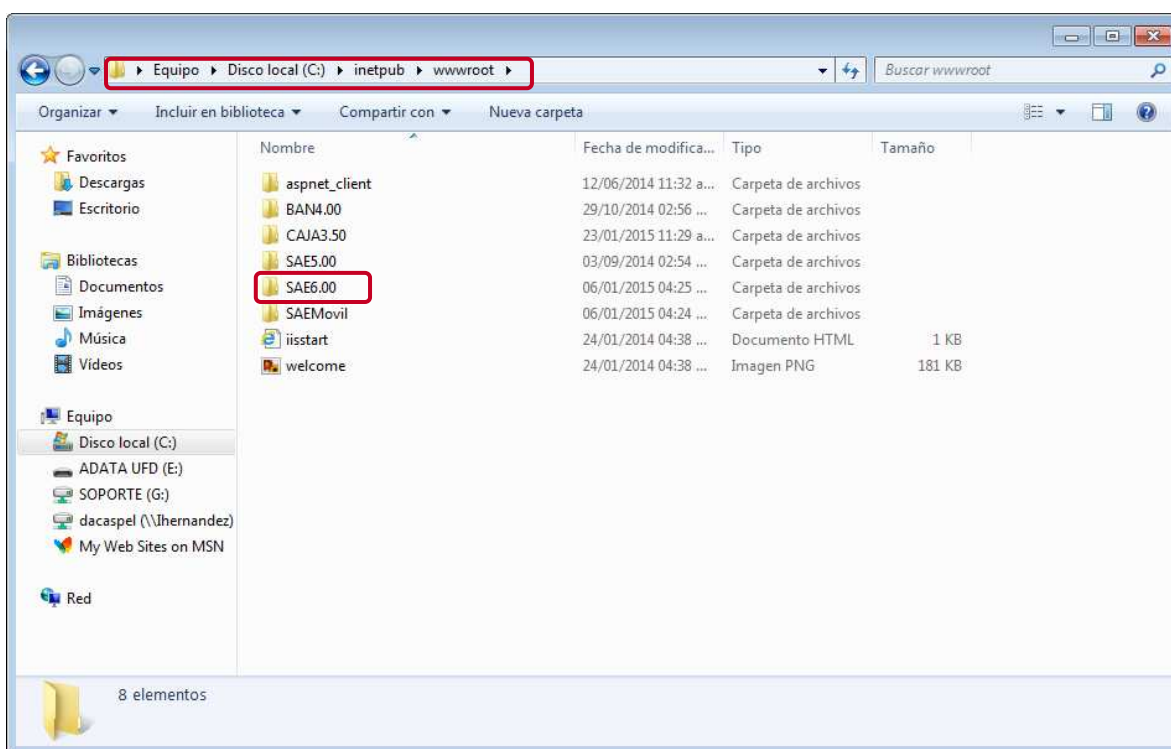 Equipo Disco local (C:) inetpub wwwroot Buscar wwwroot
Organizar Incluir en biblioteca Compartir con Nueva carpeta
Favoritos
Descargas
Escritorio
Bibliotecas
Documentos
Imágenes
Música
Vídeos
Equipo
Disco local (C:)
ADATA UFD (E:)
SOPORTE (G:)
dacaspel (\\Ihernandez)
My Web Sites on MSN
Red
Nombre Fecha de modifica... Tipo Tamaño
aspnet_client 12/06/2014 11:32 a... Carpeta de archivos
BAN4.00 29/10/2014 02:56 ... Carpeta de archivos
CAJA3.50 23/01/2015 11:29 a... Carpeta de archivos
SAE5.00 03/09/2014 02:54 ... Carpeta de archivos
SAE6.00 06/01/2015 04:25 ... Carpeta de archivos
SAEMovil 06/01/2015 04:24 ... Carpeta de archivos
iisstart 24/01/2014 04:38 ... Documento HTML 1 KB
welcome 24/01/2014 04:38 ... Imagen PNG 181 KB
8 elementos